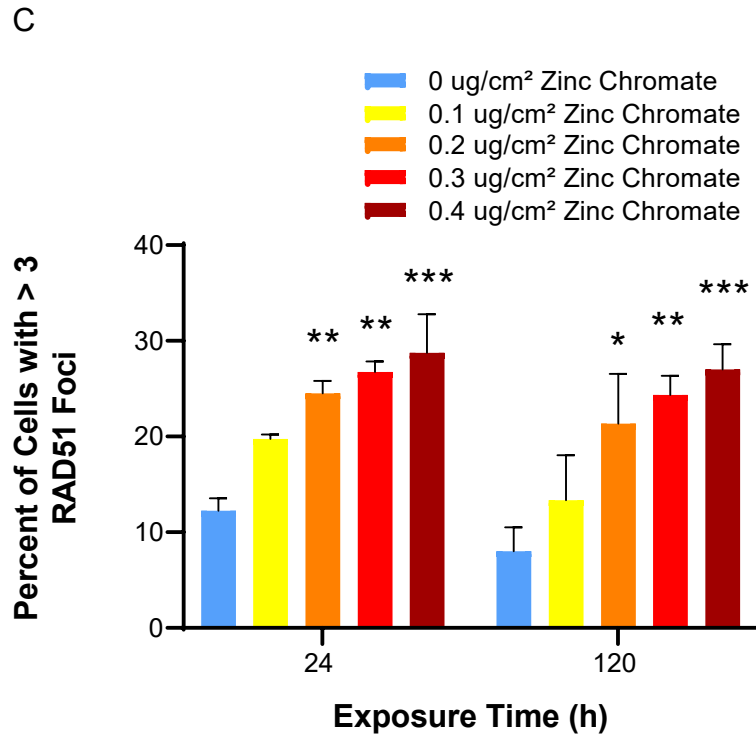 C
0 ug/cm² Zinc Chromate
0.1 ug/cm² Zinc Chromate
0.2 ug/cm² Zinc Chromate
0.3 ug/cm² Zinc Chromate
0.4 ug/cm² Zinc Chromate
Percent of Cells with > 3
RAD51 Foci
40
30
20
10
0
** ** ***
* ** ***
24 120
Exposure Time (h)